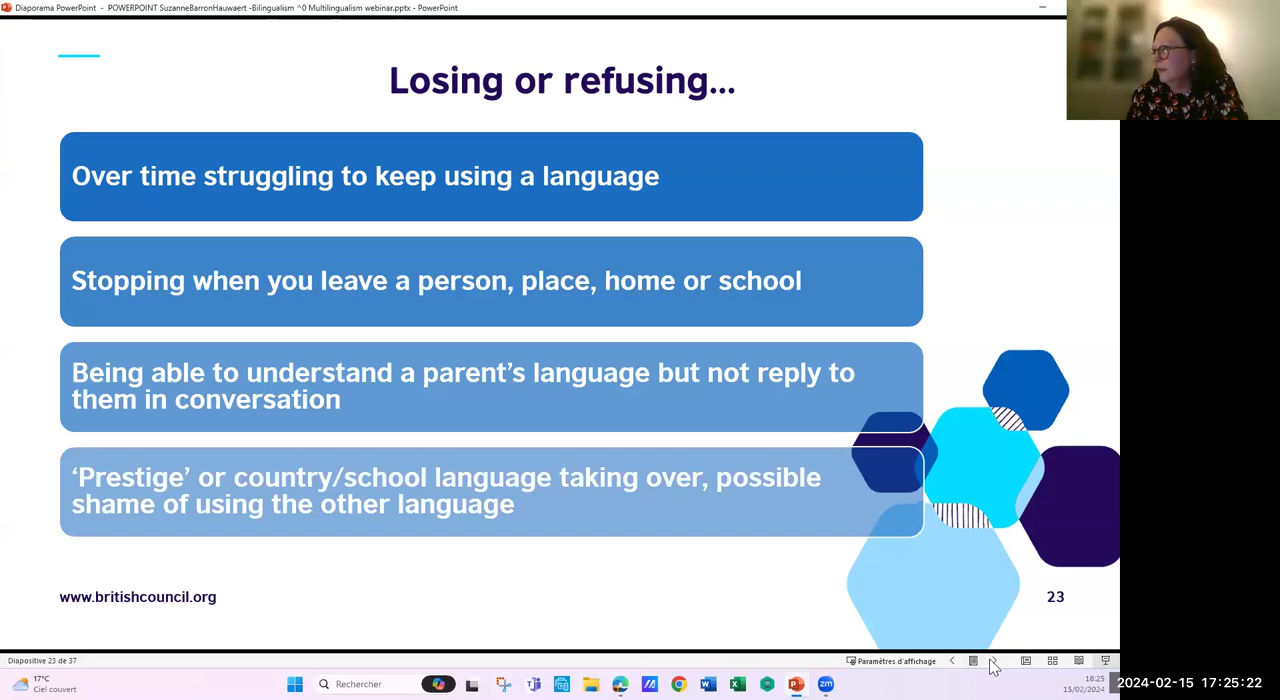 Diaporama PowerPoint - POWERPOINT SuzanneBarronHauwaert -Bilingualism ^0 Multilingualism webinar.pptx - PowerPoint
Losing or refusing...
Over time struggling to keep using a language
Stopping when you leave a person, place, home or school
Being able to understand a parent’s language but not reply to
them in conversation
‘Prestige’ or country/school language taking over, possible
shame of using the other language
www.britishcouncil.org
23
Diapositive 23 de 37
Paramètres d'affichage
17°C
Ciel couvert
Rechercher
zm
18:25
15/02/2024
2024-02-15 17:25:22